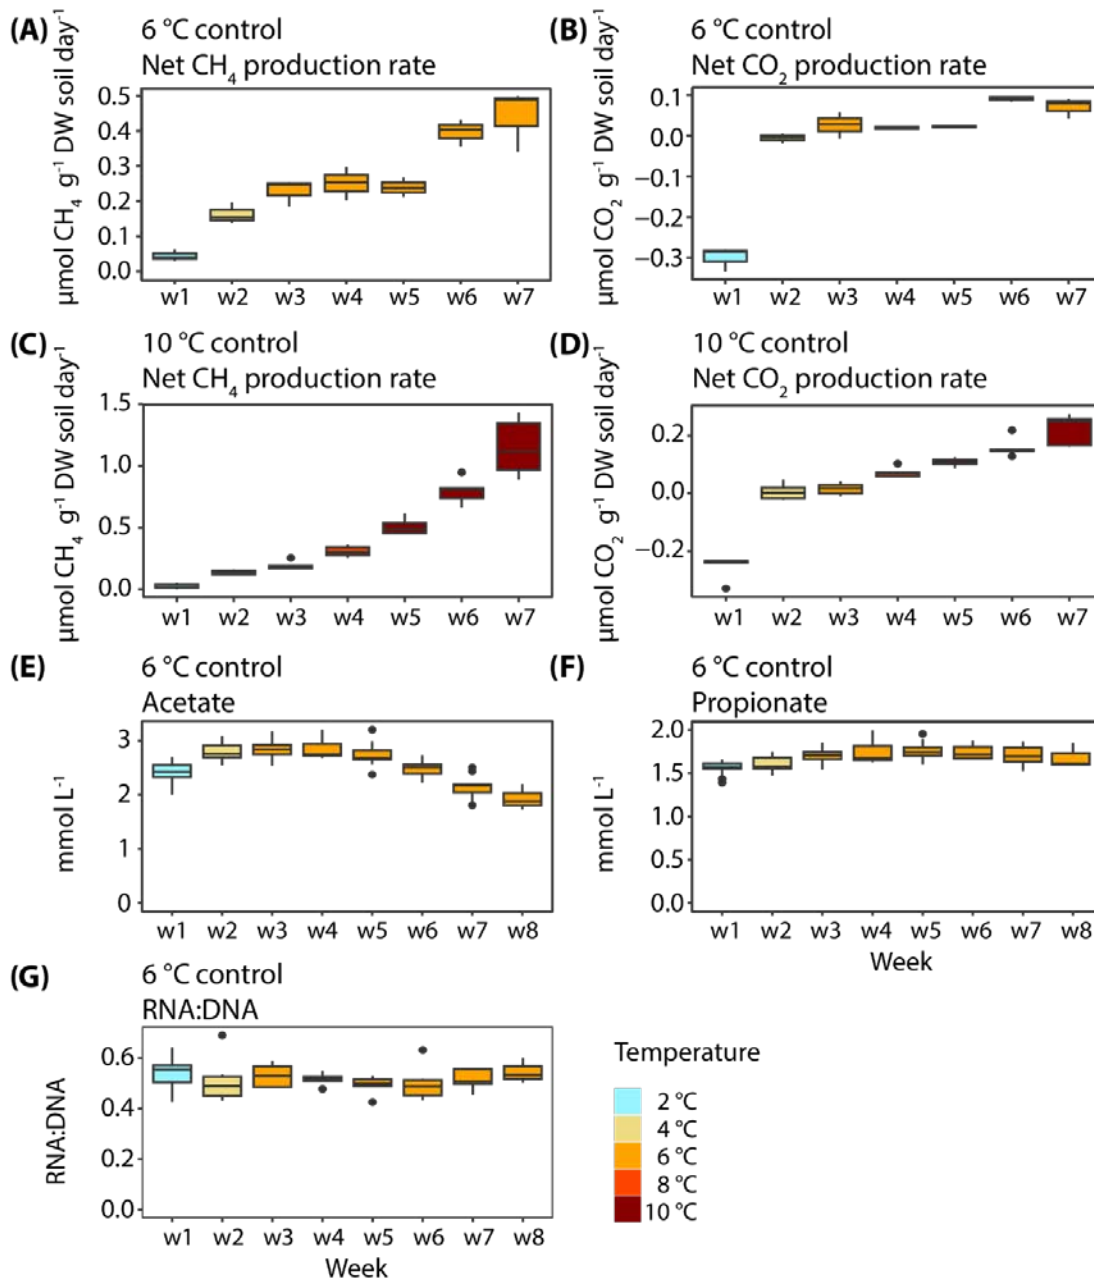 (A) 6 °C control
Net CH₄ production rate
µmol CH₄ g⁻¹ DW soil day⁻¹
0.5
0.4
0.3
0.2
0.1
0.0
w1 w2 w3 w4 w5 w6 w7
(B) 6 °C control
Net CO₂ production rate
µmol CO₂ g⁻¹ DW soil day⁻¹
0.1
0.0
−0.1
−0.2
−0.3
w1 w2 w3 w4 w5 w6 w7
(C) 10 °C control
Net CH₄ production rate
µmol CH₄ g⁻¹ DW soil day⁻¹
1.5
1.0
0.5
0.0
w1 w2 w3 w4 w5 w6 w7
(D) 10 °C control
Net CO₂ production rate
µmol CO₂ g⁻¹ DW soil day⁻¹
0.2
0.0
−0.2
w1 w2 w3 w4 w5 w6 w7
(E) 6 °C control
Acetate
mmol L⁻¹
3
2
1
0
w1 w2 w3 w4 w5 w6 w7 w8
(F) 6 °C control
Propionate
mmol L⁻¹
2.0
1.5
1.0
0.5
0.0
w1 w2 w3 w4 w5 w6 w7 w8
Week
(G) 6 °C control
RNA:DNA
RNA:DNA
0.6
0.4
0.2
0.0
w1 w2 w3 w4 w5 w6 w7 w8
Week
Temperature
2 °C
4 °C
6 °C
8 °C
10 °C